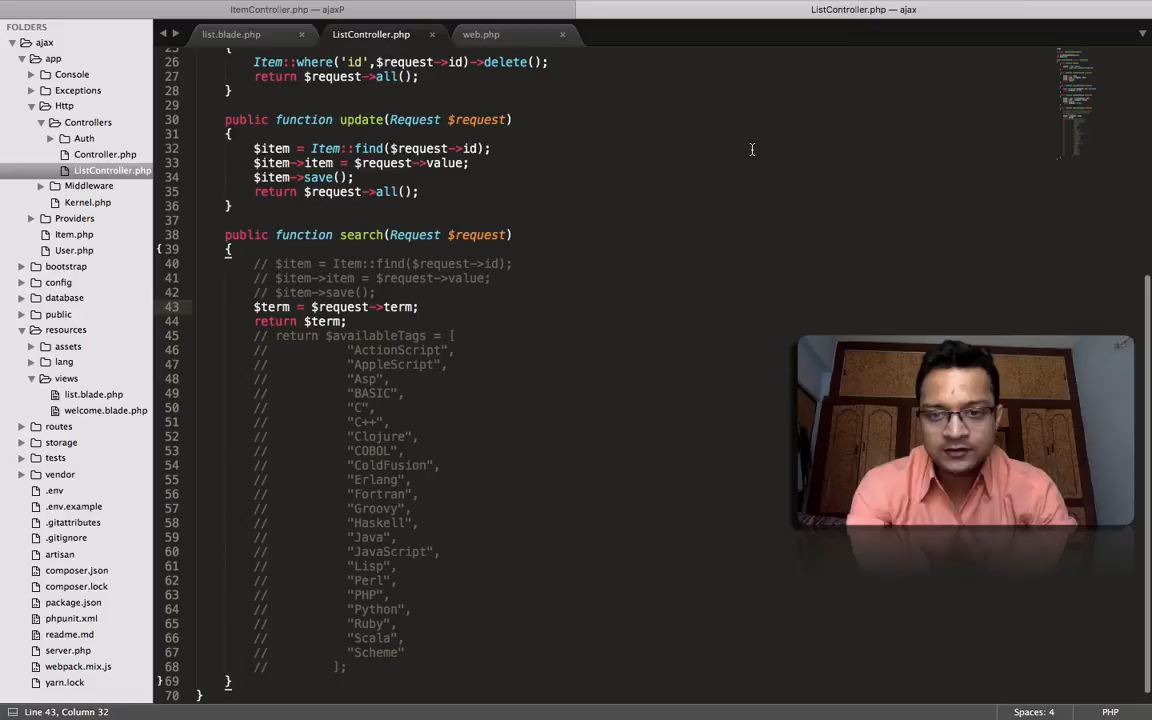 ItemController.php — ajaxP
ListController.php — ajax
FOLDERS
ajax
app
Console
Exceptions
Http
Controllers
Auth
Controller.php
ListController.php
Middleware
Kernel.php
Providers
Item.php
User.php
bootstrap
config
database
public
resources
assets
lang
views
list.blade.php
welcome.blade.php
routes
storage
tests
vendor
.env
.env.example
.gitattributes
.gitignore
artisan
composer.json
composer.lock
package.json
phpunit.xml
readme.md
server.php
webpack.mix.js
yarn.lock
list.blade.php ×
ListController.php ×
web.php ×
25 {
26 Item::where('id',$request->id)->delete();
27 return $request->all();
28 }
29
30 public function update(Request $request)
31 {
32 $item = Item::find($request->id);
33 $item->item = $request->value;
34 $item->save();
35 return $request->all();
36 }
37
38 public function search(Request $request)
39 {
40 // $item = Item::find($request->id);
41 // $item->item = $request->value;
42 // $item->save();
43 $term = $request->term;
44 return $term;
45 // return $availableTags = [
46 // "ActionScript",
47 // "AppleScript",
48 // "Asp",
49 // "BASIC",
50 // "C",
51 // "C++",
52 // "Clojure",
53 // "COBOL",
54 // "ColdFusion",
55 // "Erlang",
56 // "Fortran",
57 // "Groovy",
58 // "Haskell",
59 // "Java",
60 // "JavaScript",
61 // "Lisp",
62 // "Perl",
63 // "PHP",
64 // "Python",
65 // "Ruby",
66 // "Scala",
67 // "Scheme"
68 // ];
69 }
70 }
Line 43, Column 32
Spaces: 4
PHP